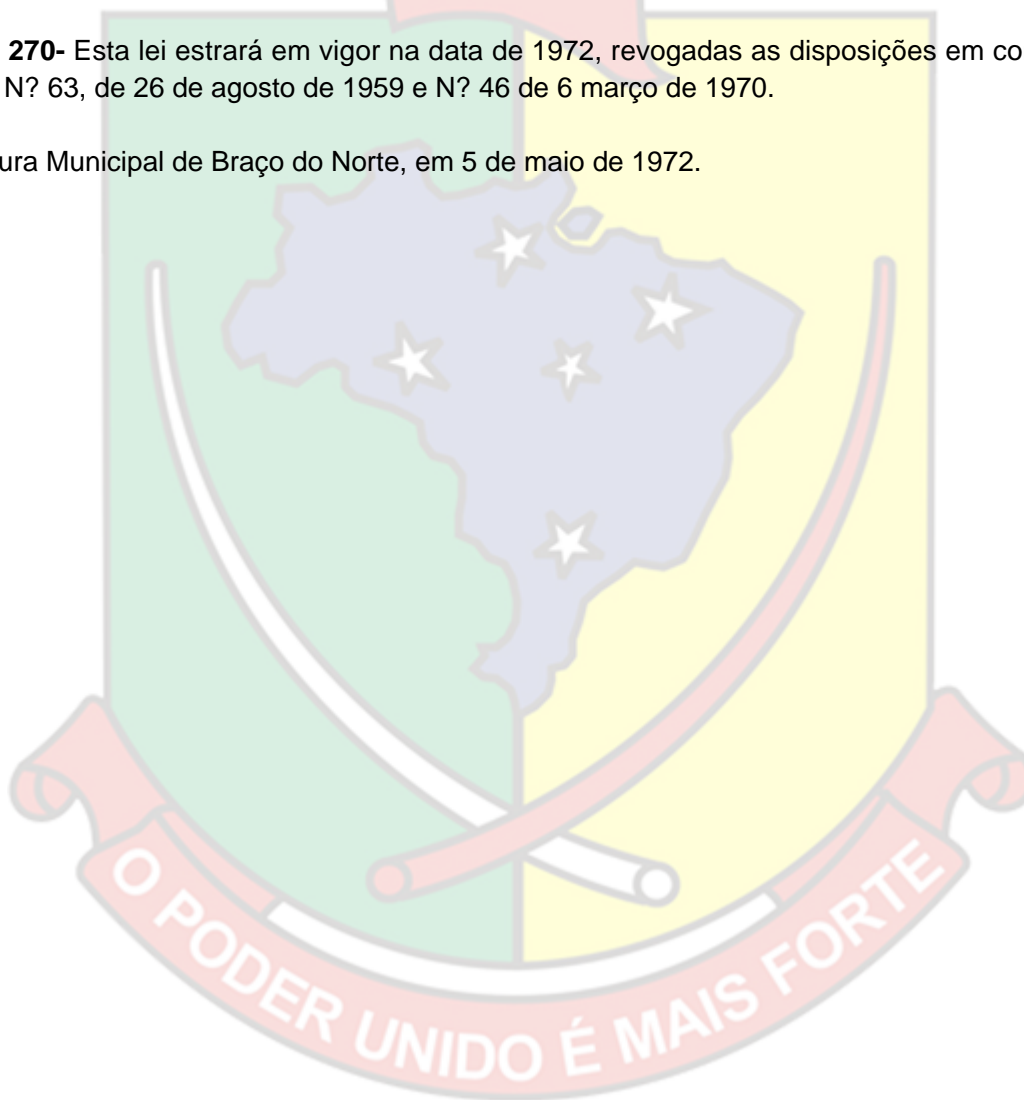 270- Esta lei estrará em vigor na data de 1972, revogadas as disposições em co
N? 63, de 26 de agosto de 1959 e N? 46 de 6 março de 1970.
ura Municipal de Braço do Norte, em 5 de maio de 1972.
O PODER UNIDO É MAIS FORTE